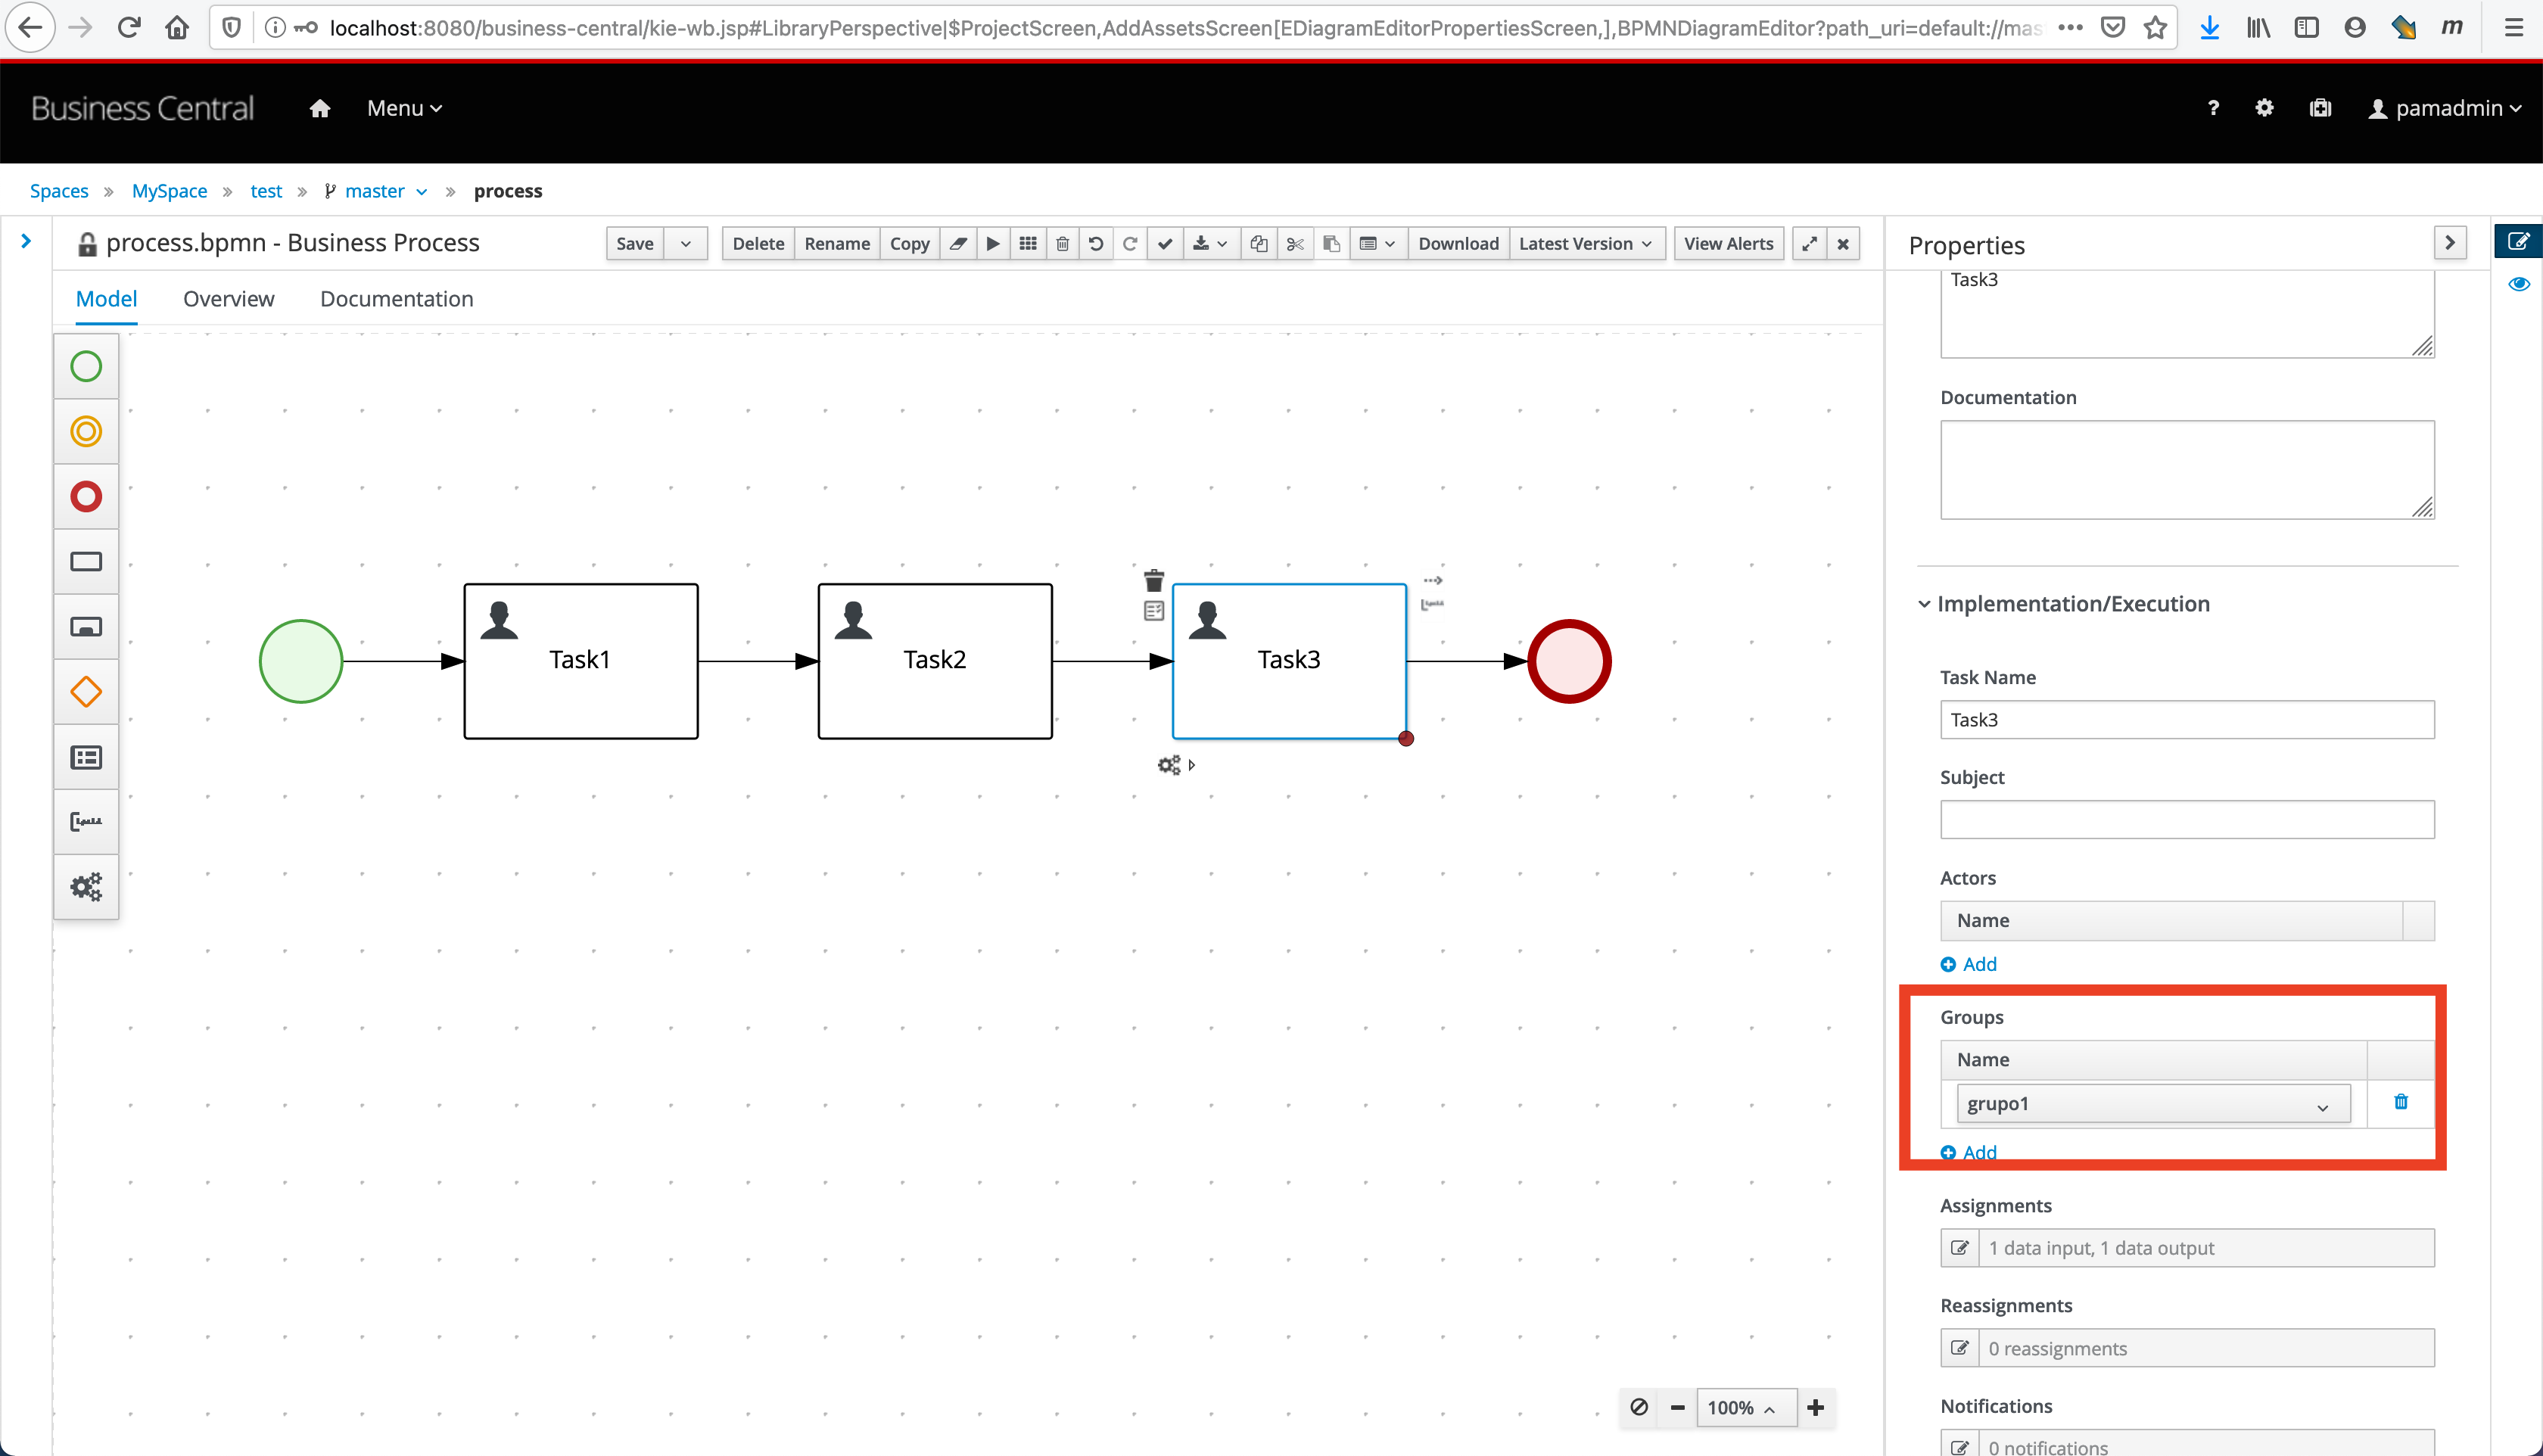 localhost:8080/business-central/kie-wb.jsp#LibraryPerspective|$ProjectScreen,AddAssetsScreen[EDiagramEditorPropertiesScreen,],BPMNDiagramEditor?path_uri=default://mas
m
Business Central
Menu
?
pamadmin
Spaces » MySpace » test » master » process
process.bpmn - Business Process
Save
Delete
Rename
Copy
Download
Latest Version
View Alerts
Properties
Model
Overview
Documentation
Task3
Documentation
Implementation/Execution
Task1
Task2
Task3
Task Name
Task3
Subject
Actors
Name
Add
Groups
Name
grupo1
Add
Assignments
1 data input, 1 data output
Reassignments
0 reassignments
100%
Notifications
0 notifications